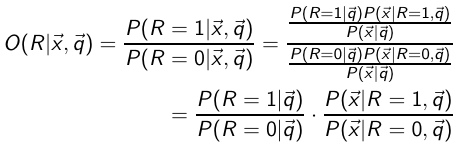 O(R|x⃗, q⃗) = P(R = 1|x⃗, q⃗) / P(R = 0|x⃗, q⃗) = (P(R=1|q⃗)P(x⃗|R=1,q⃗) / P(x⃗|q⃗)) / (P(R=0|q⃗)P(x⃗|R=0,q⃗) / P(x⃗|q⃗))
= P(R = 1|q⃗) / P(R = 0|q⃗) · P(x⃗|R = 1, q⃗) / P(x⃗|R = 0, q⃗)